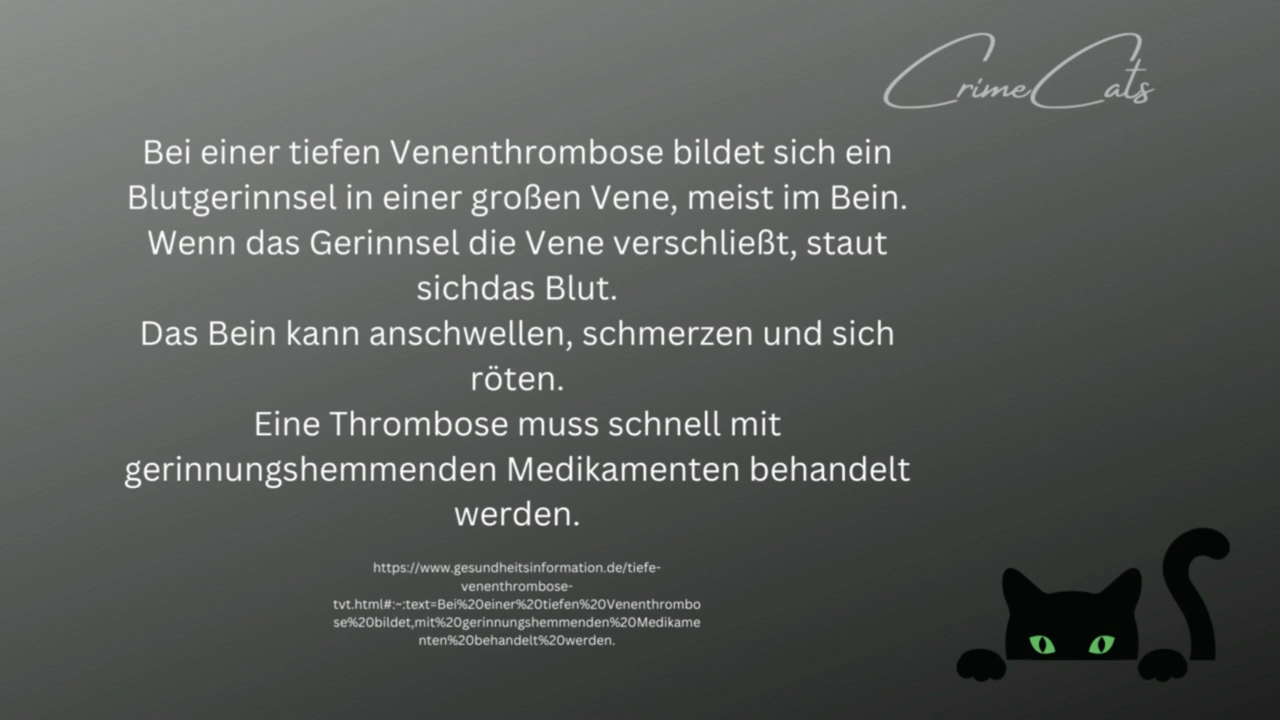 CrimeCats
Bei einer tiefen Venenthrombose bildet sich ein
Blutgerinnsel in einer großen Vene, meist im Bein.
Wenn das Gerinnsel die Vene verschließt, staut
sichdas Blut.
Das Bein kann anschwellen, schmerzen und sich
röten.
Eine Thrombose muss schnell mit
gerinnungshemmenden Medikamenten behandelt
werden.
https://www.gesundheitsinformation.de/tiefe-
venenthrombose-
tvt.html#:~:text=Bei%20einer%20tiefen%20Venenthrombo
se%20bildet,mit%20gerinnungshemmenden%20Medikame
nten%20behandelt%20werden.